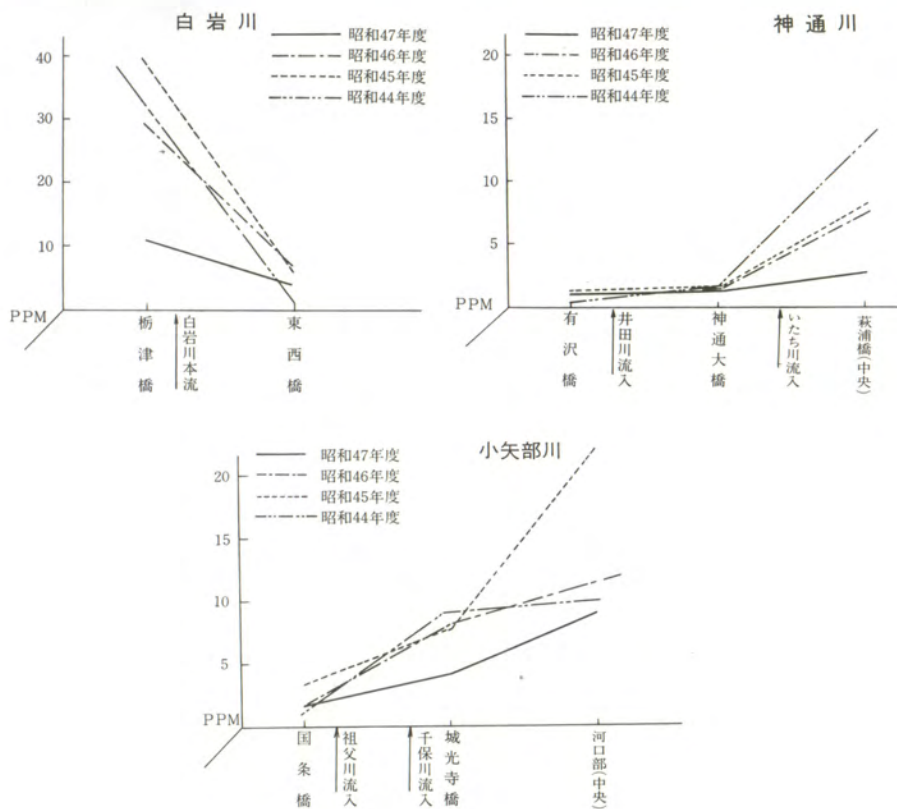 白岩川
昭和47年度
昭和46年度
昭和45年度
昭和44年度
40
30
20
10
PPM
栃津橋
白岩川本流
東西橋
神通川
昭和47年度
昭和46年度
昭和45年度
昭和44年度
20
15
10
5
PPM
有沢橋
井田川流入
神通大橋
いたち川流入
萩浦橋(中央)
小矢部川
昭和47年度
昭和46年度
昭和45年度
昭和44年度
20
15
10
5
PPM
国条橋
祖父川流入
千保川流入
城光寺橋
河口部(中央)